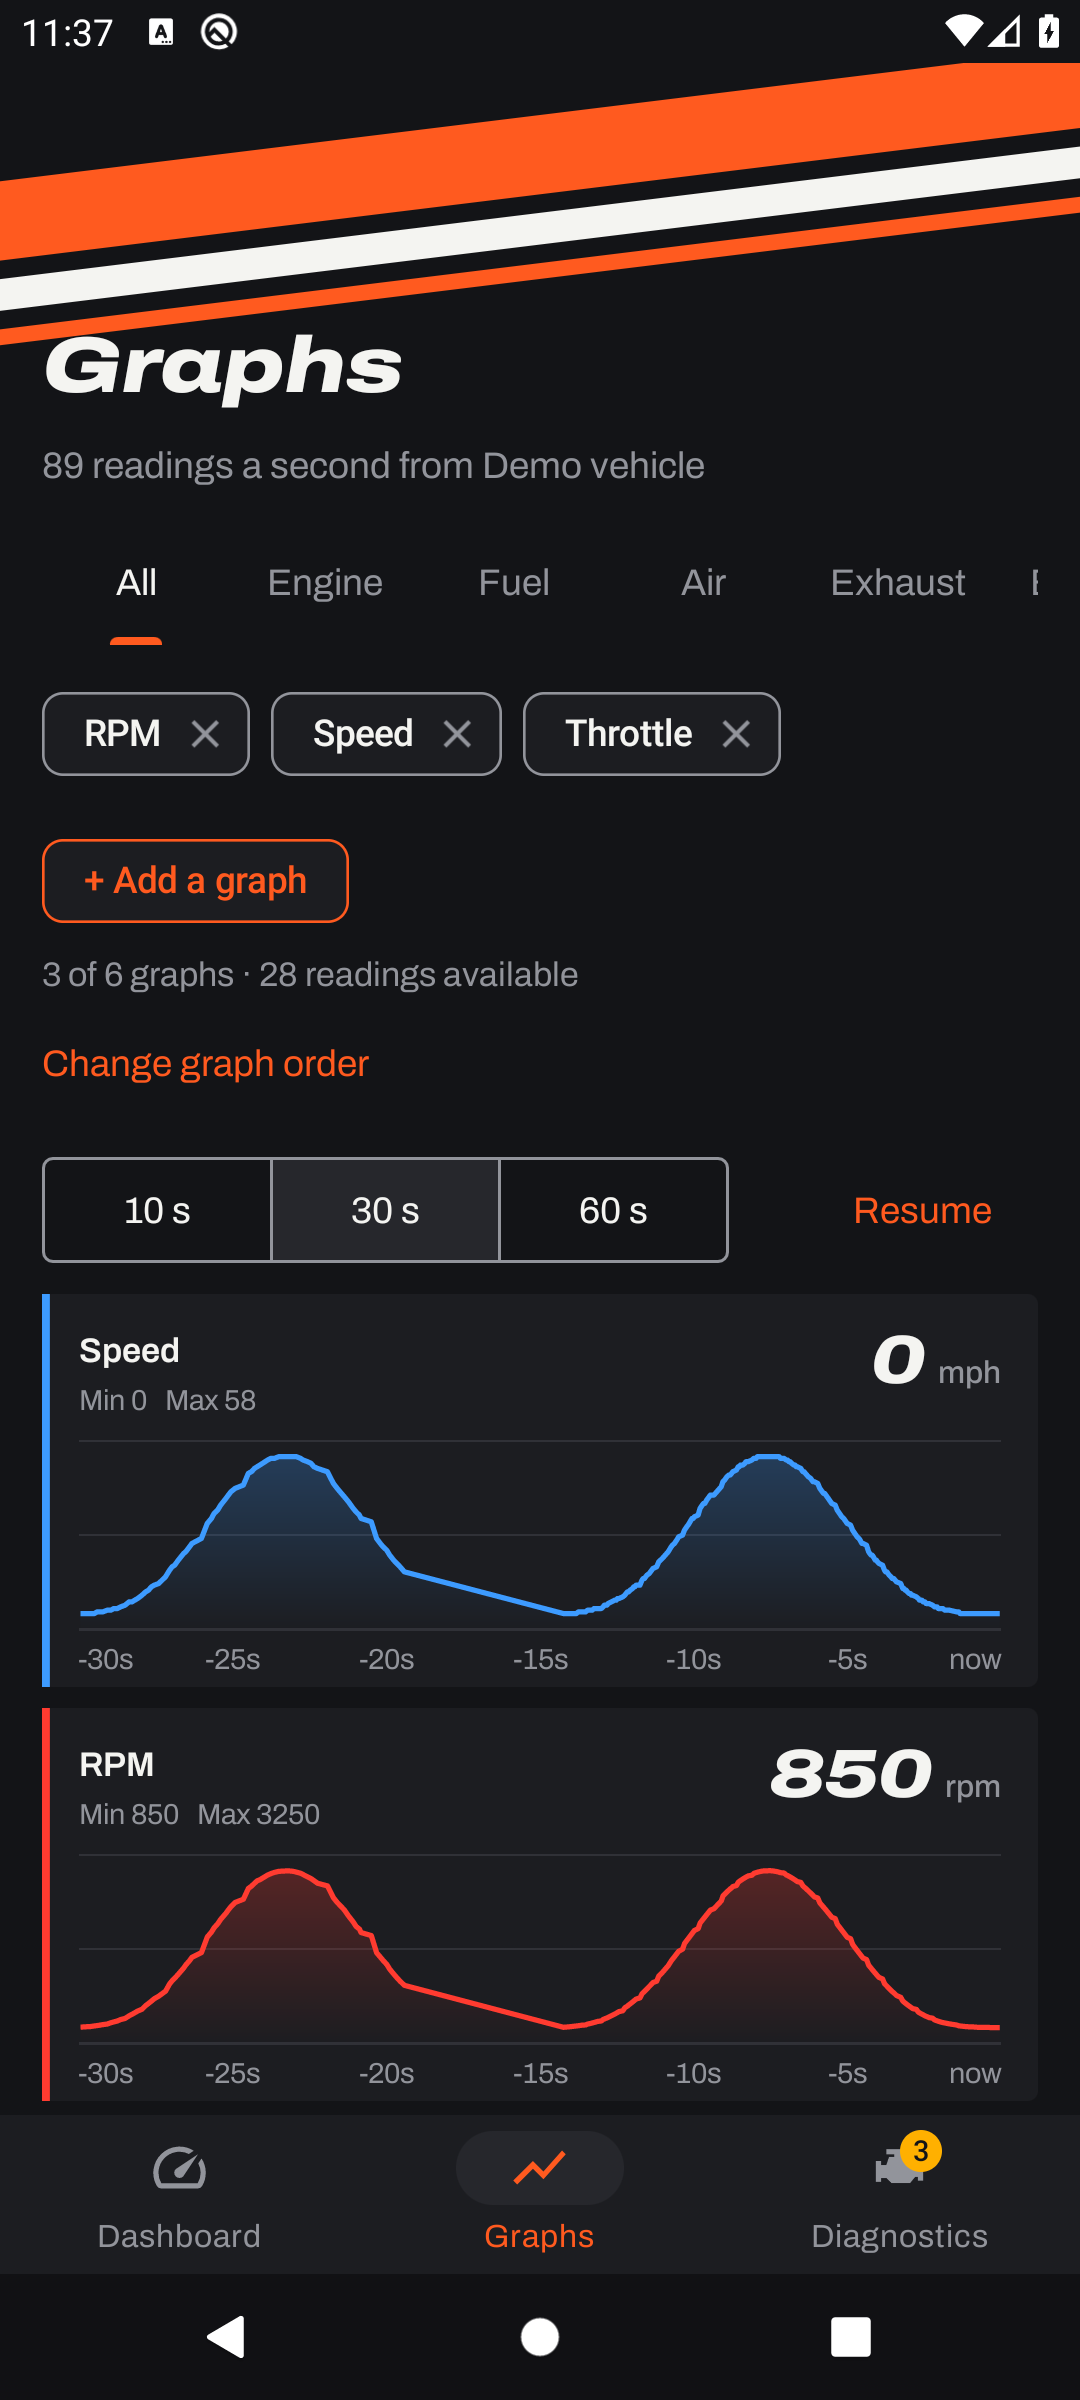 11:37
Graphs
89 readings a second from Demo vehicle
All Engine Fuel Air Exhaust
RPM Speed Throttle
+ Add a graph
3 of 6 graphs · 28 readings available
Change graph order
10 s 30 s 60 s Resume
Speed 0 mph
Min 0 Max 58
-30s -25s -20s -15s -10s -5s now
RPM 850 rpm
Min 850 Max 3250
-30s -25s -20s -15s -10s -5s now
3
Dashboard Graphs Diagnostics